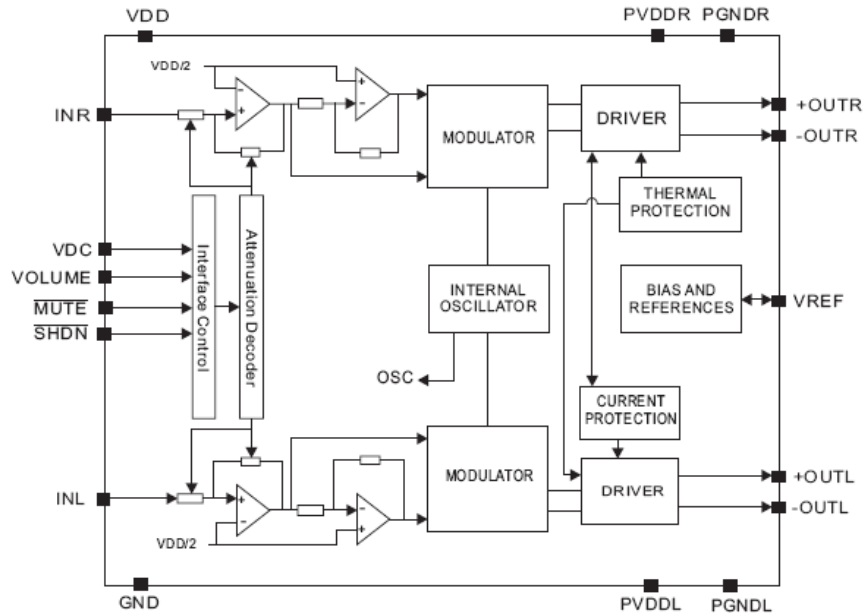 VDD
PVDDR
PGNDR
VDD/2
INR
MODULATOR
DRIVER
+OUTR
-OUTR
THERMAL
PROTECTION
VDC
VOLUME
MUTE
SHDN
Interface Control
Attenuation Decoder
INTERNAL
OSCILLATOR
BIAS AND
REFERENCES
VREF
OSC
CURRENT
PROTECTION
MODULATOR
DRIVER
+OUTL
-OUTL
INL
VDD/2
GND
PVDDL
PGNDL